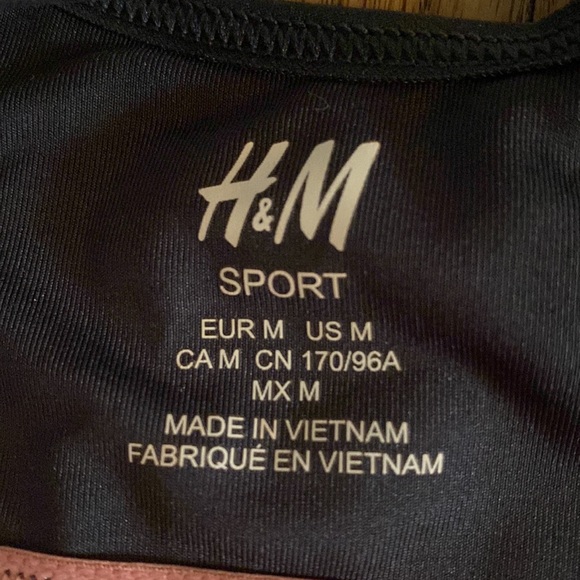 H&M
SPORT
EUR M US M
CA M CN 170/96A
MX M
MADE IN VIETNAM
FABRIQUÉ EN VIETNAM